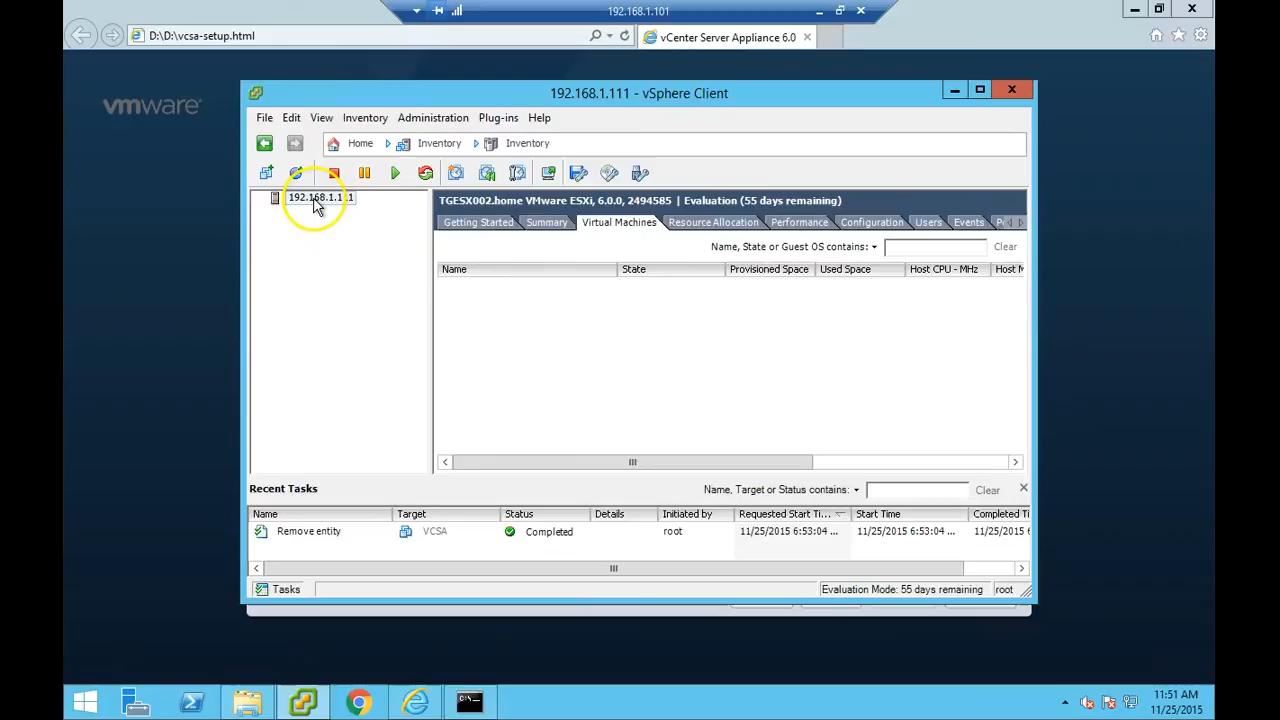 192.168.1.101
D:\D:\vcsa-setup.html
vCenter Server Appliance 6.0
vmware
192.168.1.111 - vSphere Client
File Edit View Inventory Administration Plug-ins Help
Home Inventory Inventory
192.168.1.111
TGESX002.home VMware ESXi, 6.0.0, 2494585 | Evaluation (55 days remaining)
Getting Started Summary Virtual Machines Resource Allocation Performance Configuration Users Events
Name, State or Guest OS contains: Clear
Name State Provisioned Space Used Space Host CPU - MHz Host
Recent Tasks
Name, Target or Status contains: Clear
Name Target Status Details Initiated by Requested Start Ti... Start Time Completed Ti
Remove entity VCSA Completed root 11/25/2015 6:53:04 ... 11/25/2015 6:53:04 ... 11/25/2015 6
Tasks
Evaluation Mode: 55 days remaining root
11:51 AM
11/25/2015